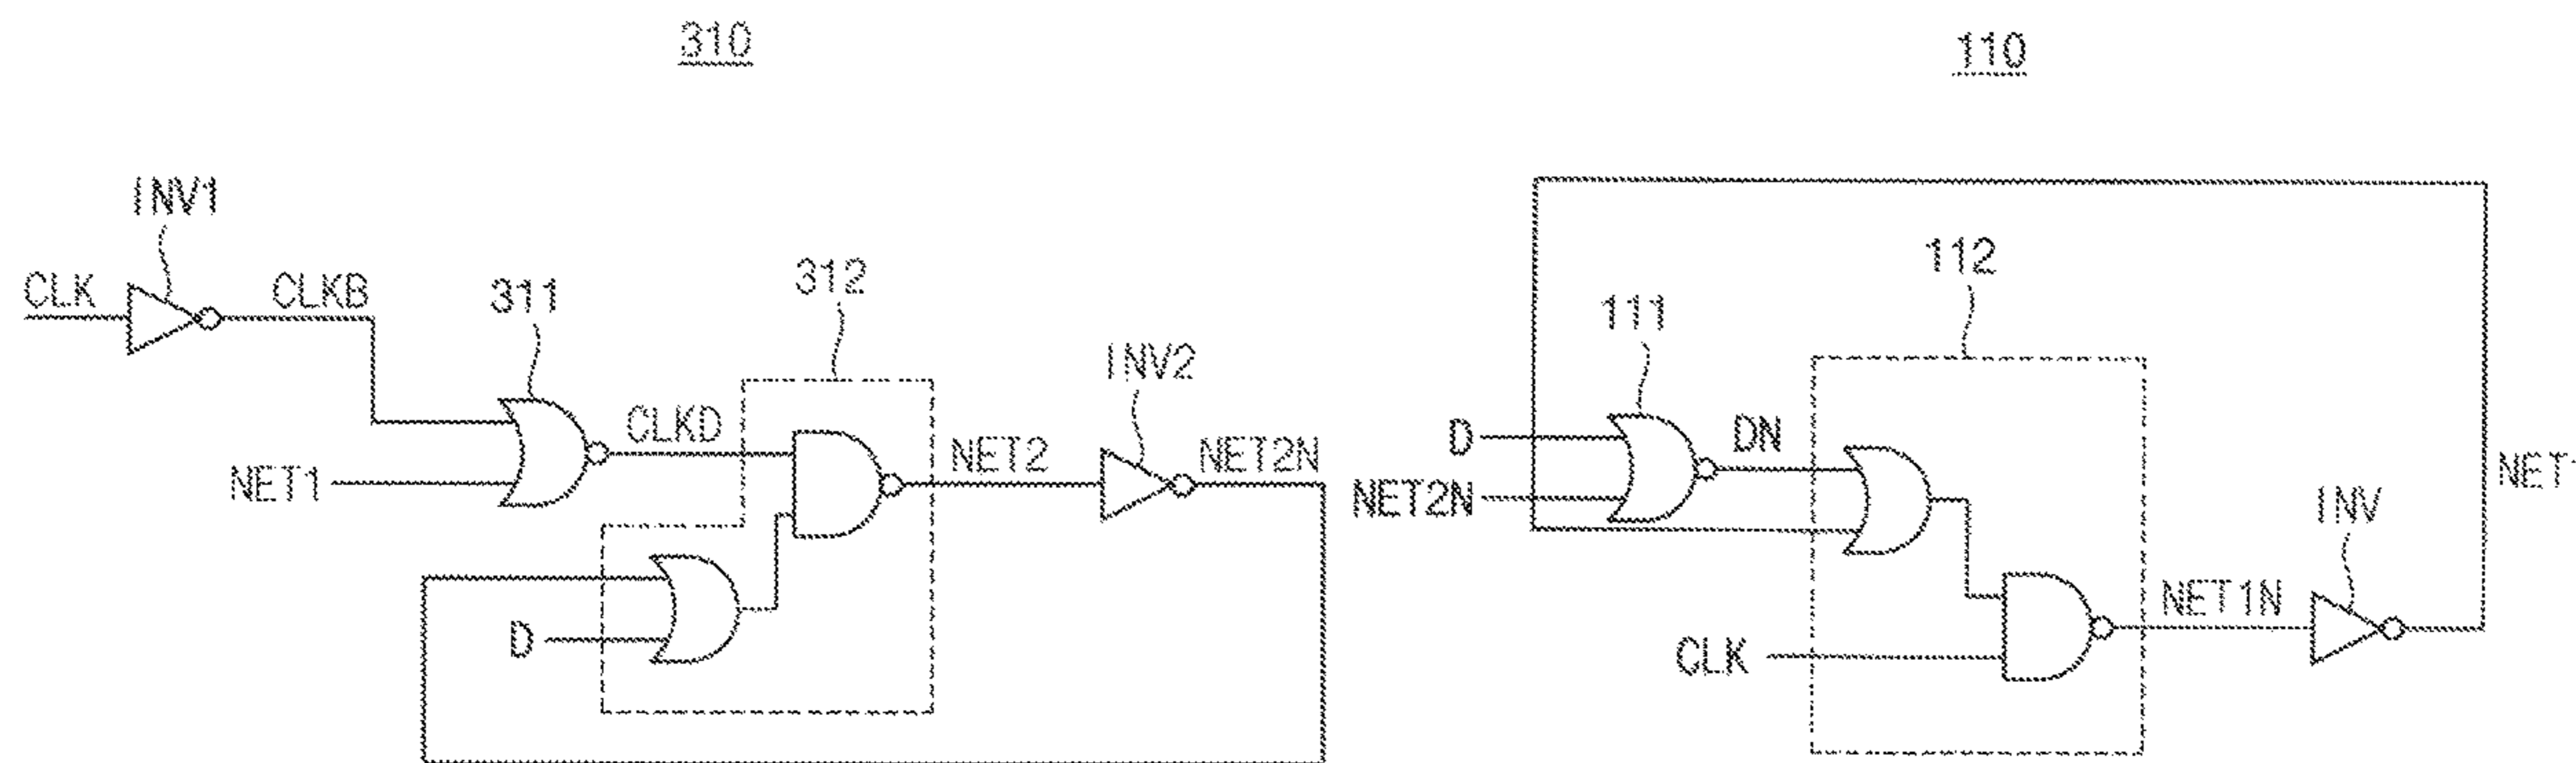 310
INV1
CLK
CLKB
311
312
NET1
CLKD
NET2
INV2
NET2N
D
110
111
112
D
NET2N
DN
CLK
NET1N
INV